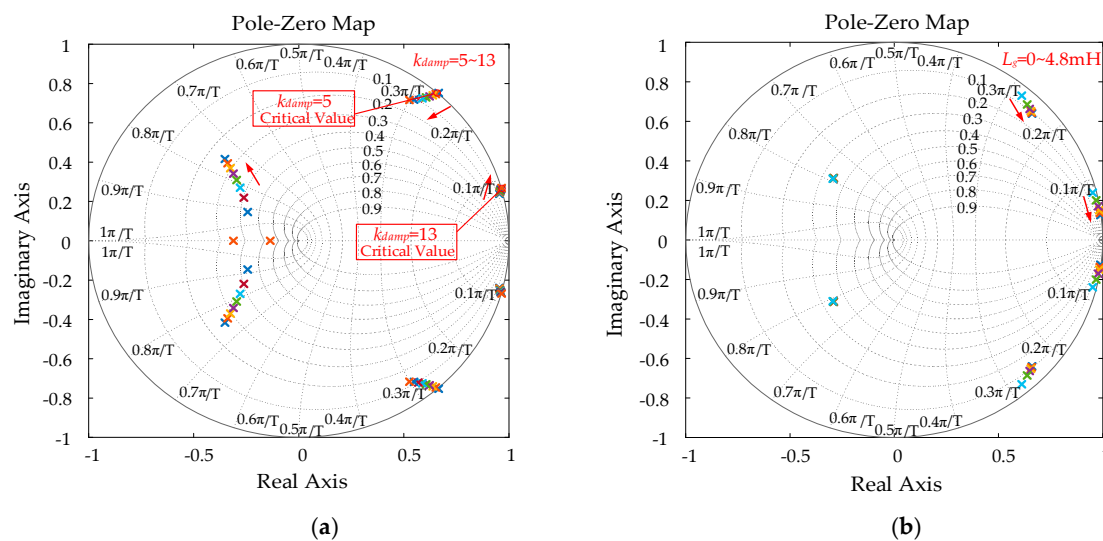 Pole-Zero Map
k_damp=5~13
1
0.8
0.6
0.4
0.2
0
-0.2
-0.4
-0.6
-0.8
-1
Imaginary Axis
0.5π/T
0.6π/T
0.4π/T
0.7π/T
0.3π/T
0.8π/T
0.2π/T
0.9π/T
0.1π/T
1π/T
1π/T
0.9π/T
0.1π/T
0.8π/T
0.2π/T
0.7π/T
0.3π/T
0.6π/T
0.4π/T
0.5π/T
0.1
0.2
0.3
0.4
0.5
0.6
0.7
0.8
0.9
k_damp=5
Critical Value
k_damp=13
Critical Value
-1
-0.5
0
0.5
1
Real Axis
(a)
Pole-Zero Map
L_g=0~4.8mH
1
0.8
0.6
0.4
0.2
0
-0.2
-0.4
-0.6
-0.8
-1
Imaginary Axis
0.5π/T
0.6π/T
0.4π/T
0.7π/T
0.3π/T
0.8π/T
0.2π/T
0.9π/T
0.1π/T
1π/T
1π/T
0.9π/T
0.1π/T
0.8π/T
0.2π/T
0.7π/T
0.3π/T
0.6π/T
0.4π/T
0.5π/T
0.1
0.2
0.3
0.4
0.5
0.6
0.7
0.8
0.9
-1
-0.5
0
0.5
1
Real Axis
(b)